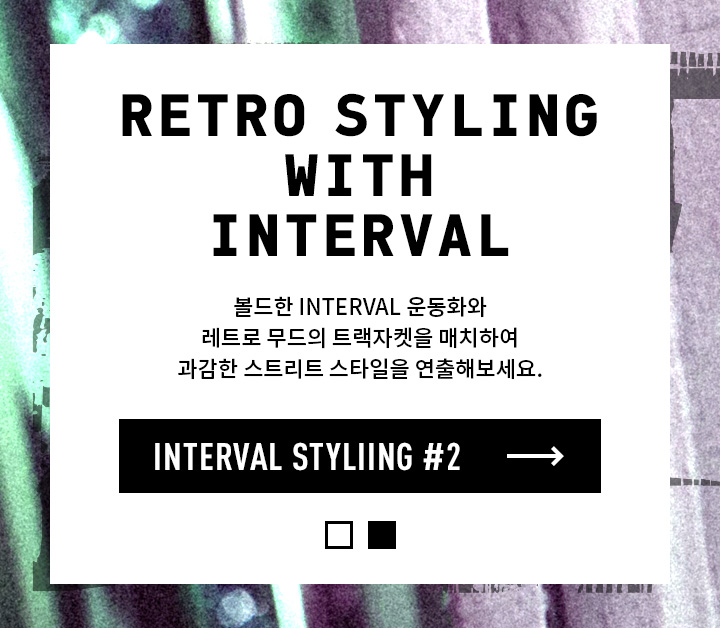 RETRO STYLING
WITH
INTERVAL
볼드한 INTERVAL 운동화와
레트로 무드의 트랙자켓을 매치하여
과감한 스트리트 스타일을 연출해보세요.
INTERVAL STYLIING #2